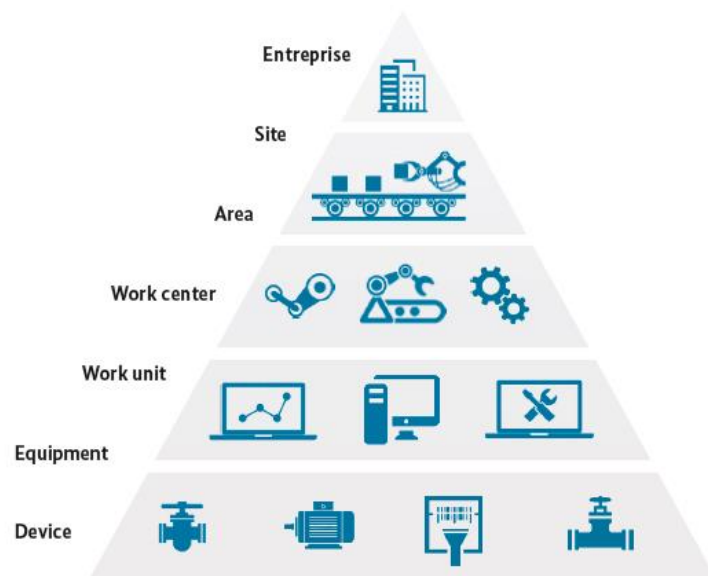 Entreprise
Site
Area
Work center
Work unit
Equipment
Device